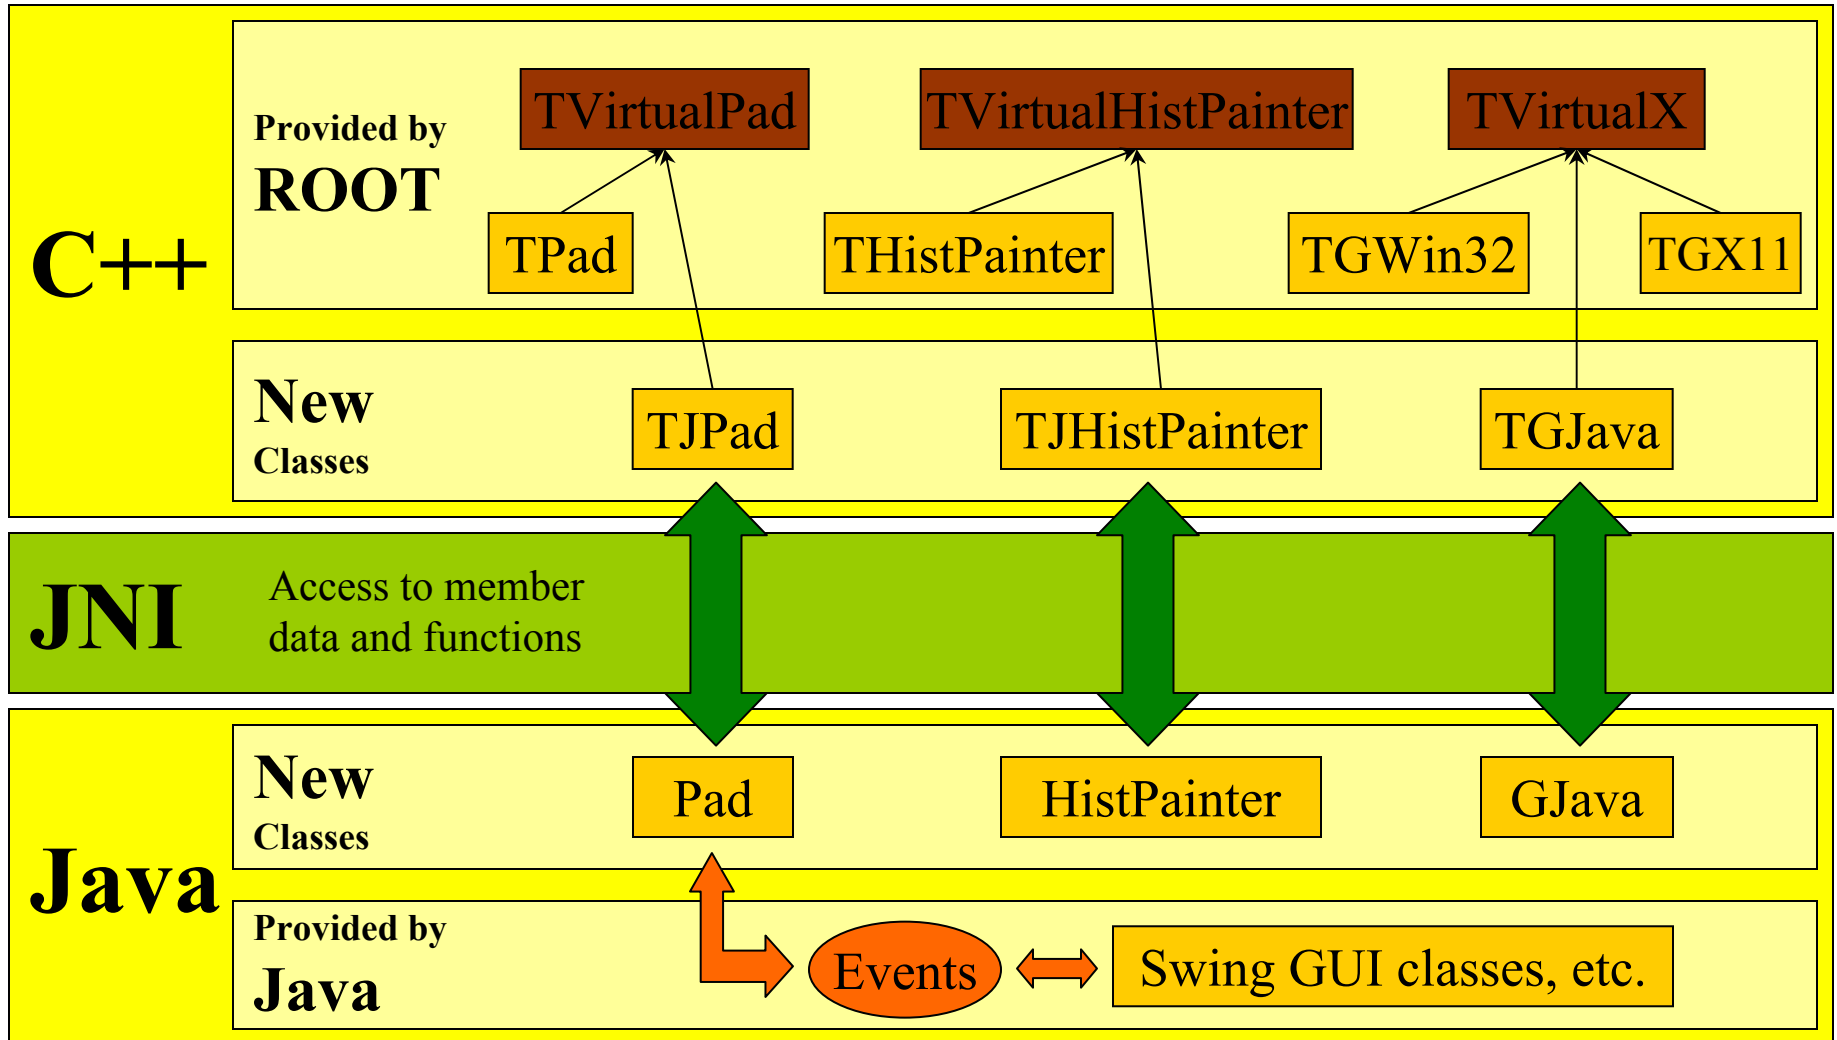 C++
Provided by
ROOT
TVirtualPad
TVirtualHistPainter
TVirtualX
TPad
THistPainter
TGWin32
TGX11
New
Classes
TJPad
TJHistPainter
TGJava
JNI
Access to member
data and functions
Java
New
Classes
Pad
HistPainter
GJava
Provided by
Java
Events
Swing GUI classes, etc.